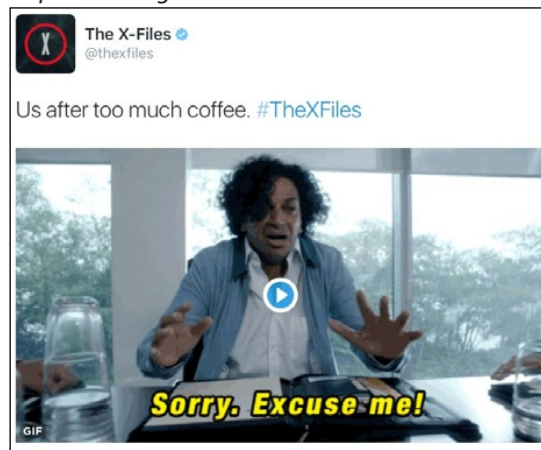 X
The X-Files
@thexfiles
Us after too much coffee. #TheXFiles
Sorry. Excuse me!
GIF